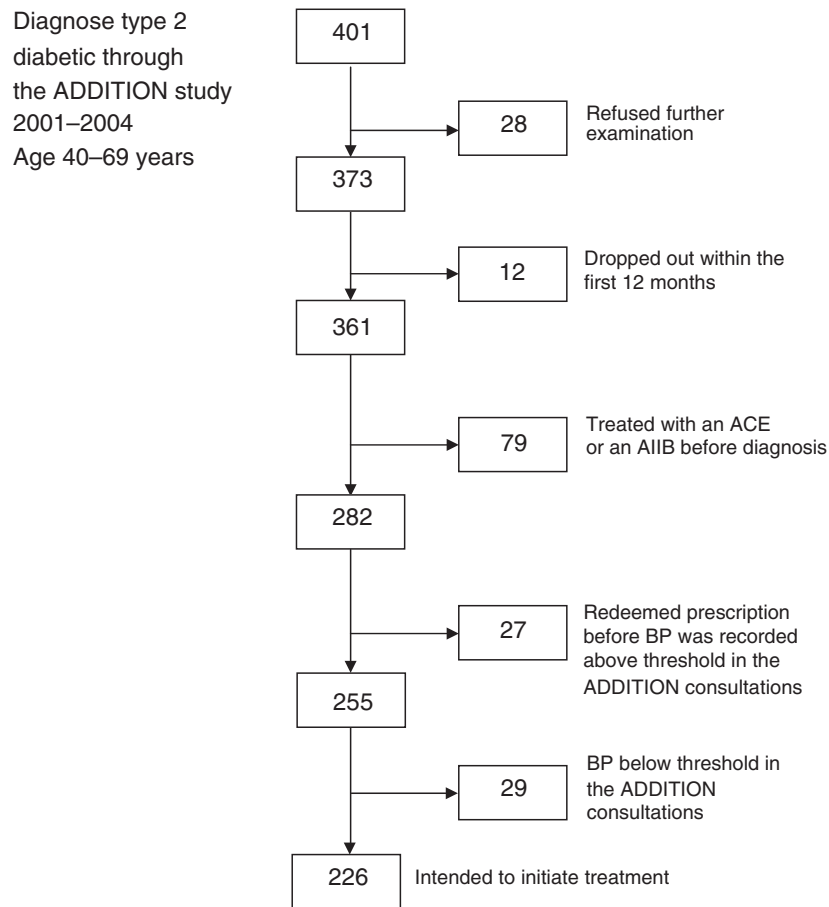 Diagnose type 2
diabetic through
the ADDITION study
2001–2004
Age 40–69 years
401
28
Refused further
examination
373
12
Dropped out within the
first 12 months
361
79
Treated with an ACE
or an AIIB before diagnosis
282
27
Redeemed prescription
before BP was recorded
above threshold in the
ADDITION consultations
255
29
BP below threshold in
the ADDITION
consultations
226
Intended to initiate treatment